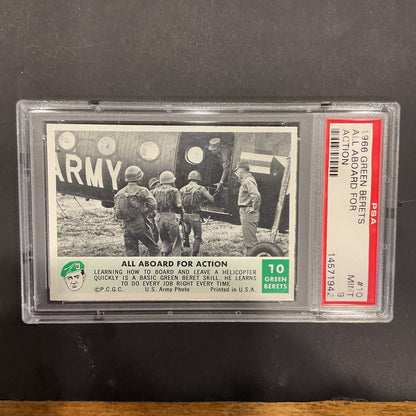 ARMY
ALL ABOARD FOR ACTION
LEARNING HOW TO BOARD AND LEAVE A HELICOPTER
QUICKLY IS A BASIC GREEN BERET SKILL. HE LEARNS
TO DO EVERY JOB RIGHT EVERY TIME
©P.C.G.C. U.S. Army Photo Printed in U.S.A.
10
GREEN
BERETS
1966 GREEN BERETS
ALL ABOARD FOR
ACTION
PSA
#10
MINT 9
14571942